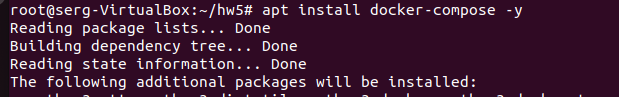 root@serg-VirtualBox:~/hw5# apt install docker-compose -y
Reading package lists... Done
Building dependency tree... Done
Reading state information... Done
The following additional packages will be installed: